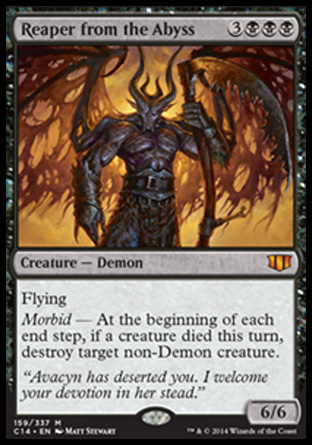 Reaper from the Abyss 3
Creature — Demon
Flying
Morbid — At the beginning of each
end step, if a creature died this turn,
destroy target non-Demon creature.
“Avacyn has deserted you. I welcome
your devotion in her stead.”
6/6
159/337 M
C14 • EN MATT STEWART
™ & © 2014 Wizards of the Coast